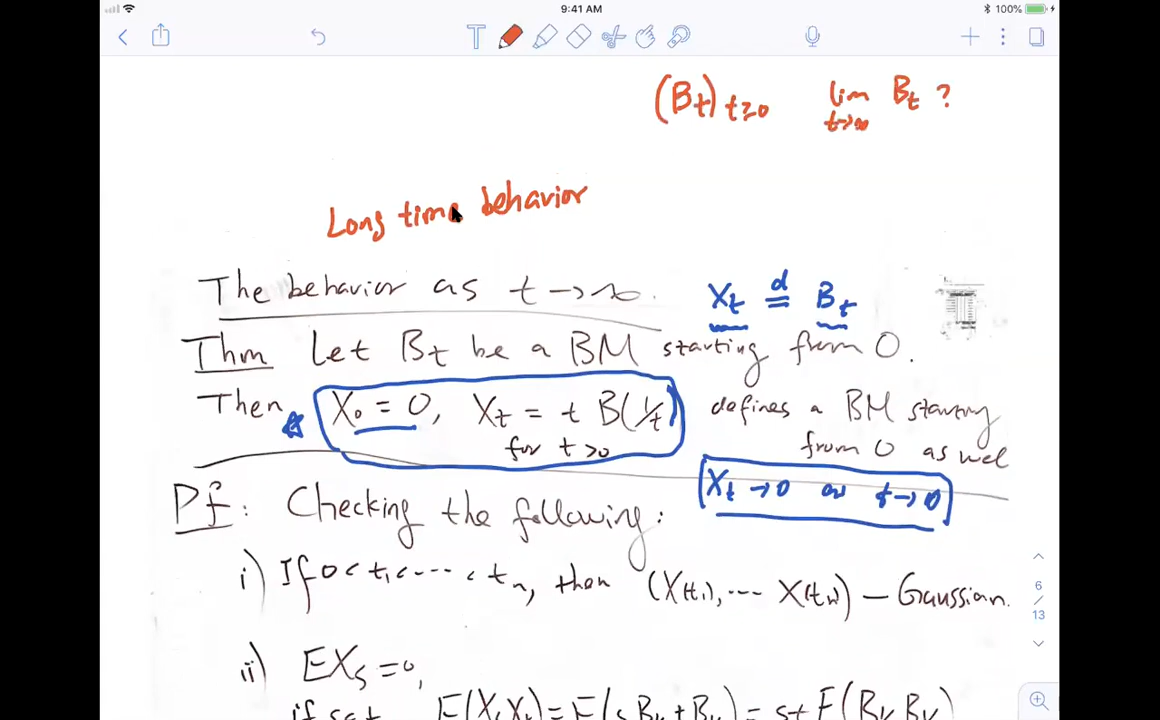 9:41 AM
100%
(B_t)_{t≥0} lim_{t→∞} B_t ?
Long time behavior
The behavior as t→∞.
X_t =^d B_t
Thm Let B_t be a BM starting from 0.
Then X_0 = 0, X_t = t B(1/t) defines a BM starting
for t>0 from 0 as well
X_t → 0 as t→0
Pf: Checking the following:
i) If 0< t_1 < ··· < t_n, then (X(t_1), ··· X(t_n)) — Gaussian.
6
/
13
ii) EX_s = 0,
if s<t